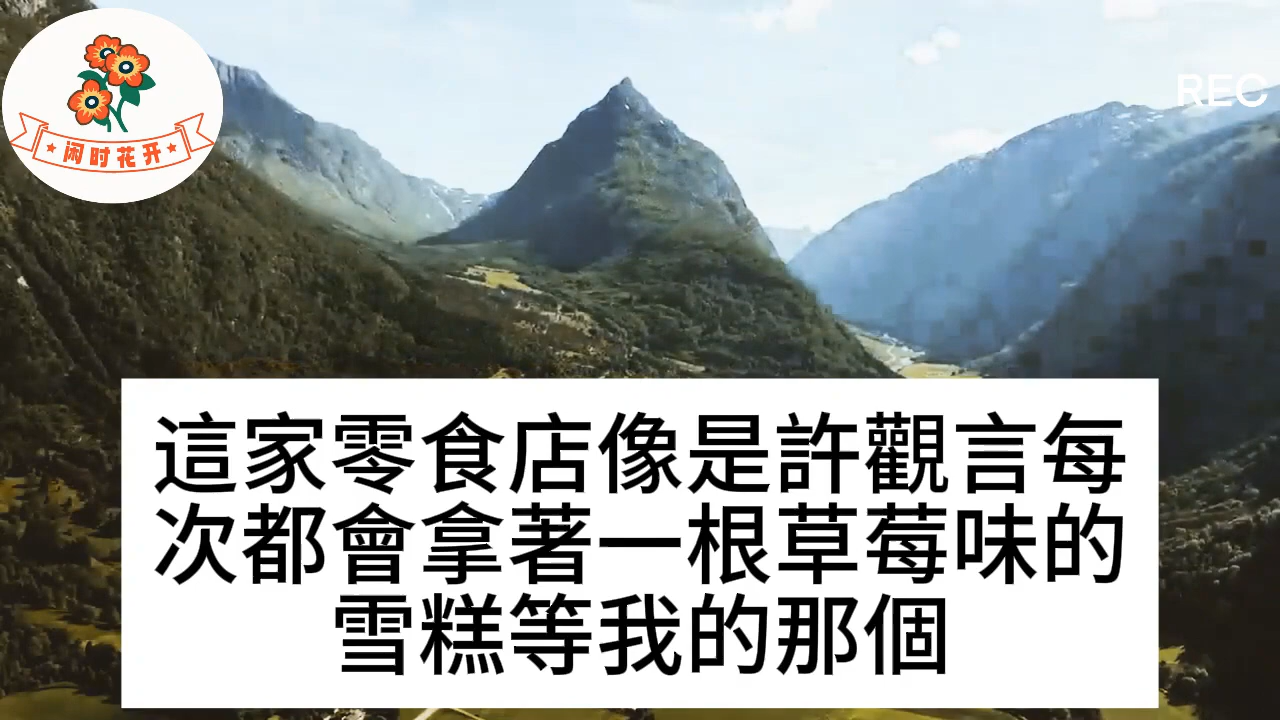 闲时花开
REC
這家零食店像是許觀言每
次都會拿著一根草莓味的
雪糕等我的那個